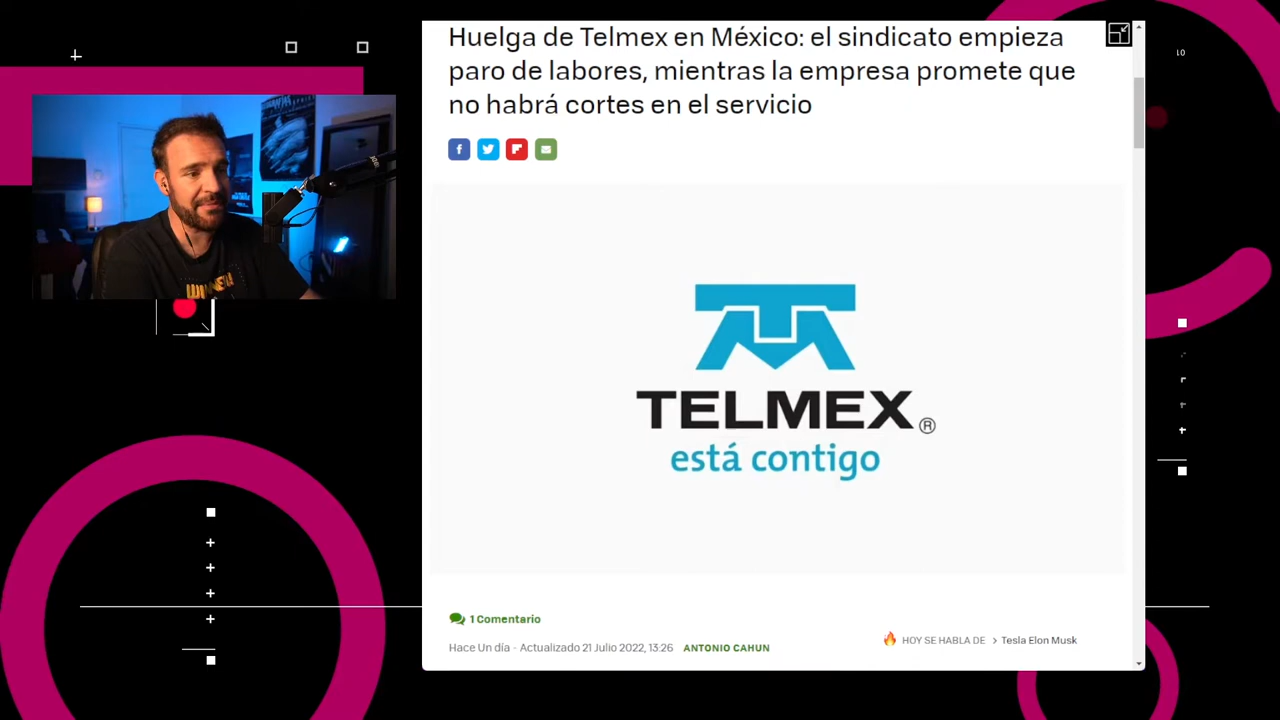 Huelga de Telmex en México: el sindicato empieza
paro de labores, mientras la empresa promete que
no habrá cortes en el servicio
TELMEX®
está contigo
1 Comentario
Hace Un día - Actualizado 21 Julio 2022, 13:26 ANTONIO CAHUN
HOY SE HABLA DE > Tesla Elon Musk
10